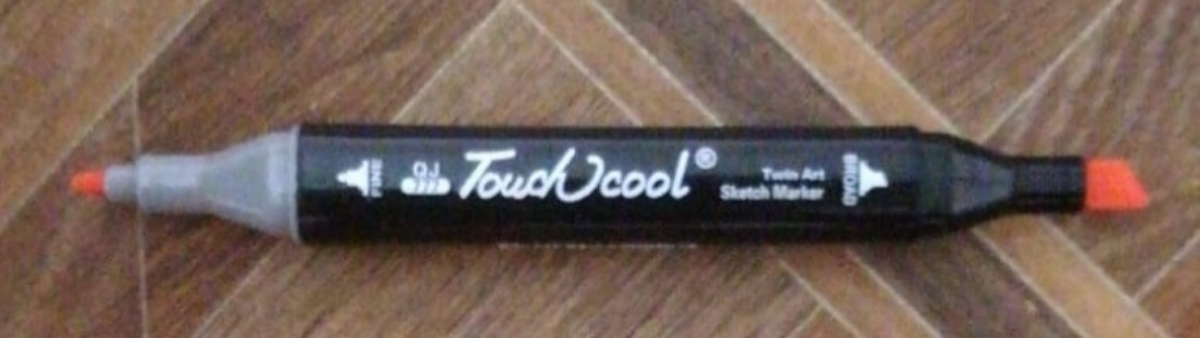 FINE
QJ
Touchcool®
Twin Art
Sketch Marker
BROAD